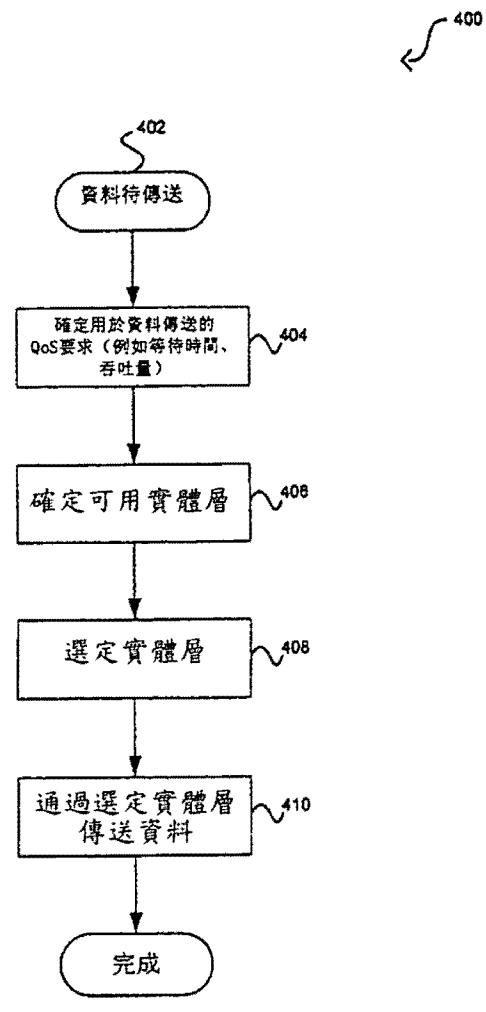 400
402
資料待傳送
確定用於資料傳送的
QoS要求（例如等待時間、
吞吐量）
404
確定可用實體層
406
選定實體層
408
通過選定實體層
傳送資料
410
完成